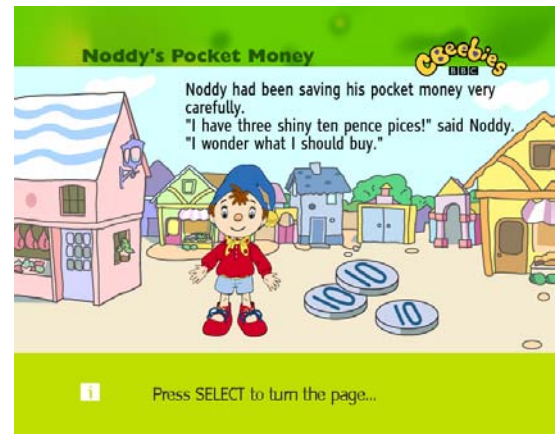 Noddy's Pocket Money
CBeebies
BBC
Noddy had been saving his pocket money very
carefully.
"I have three shiny ten pence pices!" said Noddy.
"I wonder what I should buy."
10
10
10
i
Press SELECT to turn the page...